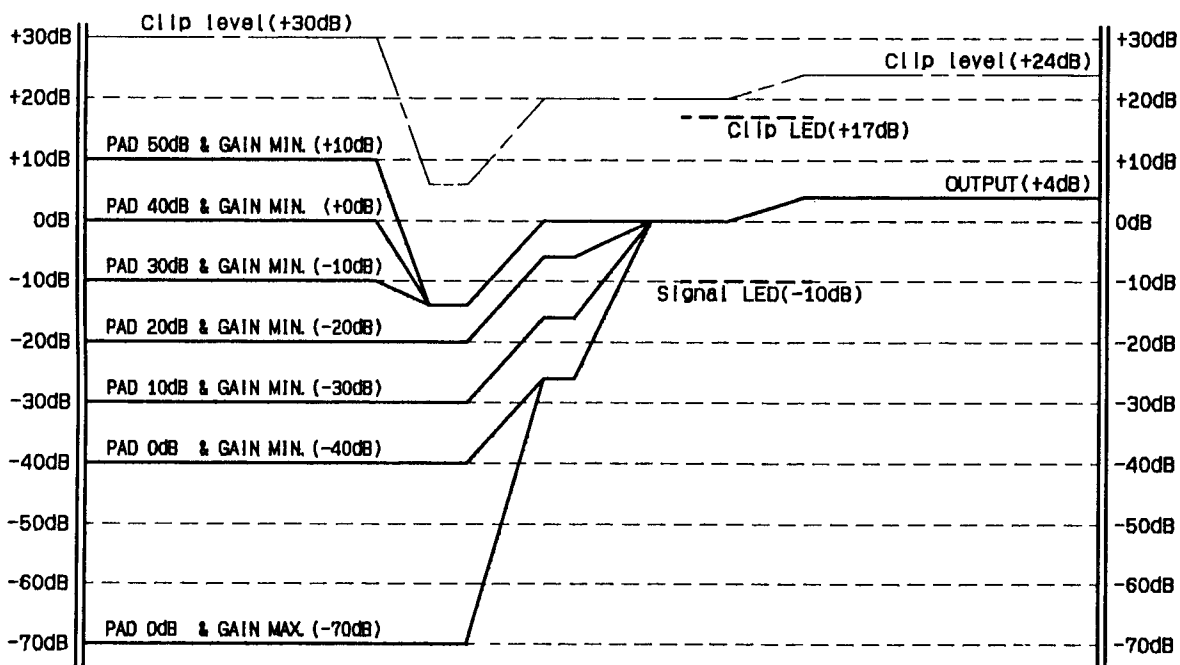 Clip level(+30dB)
+30dB
+30dB
Clip level(+24dB)
+20dB
+20dB
Clip LED(+17dB)
PAD 50dB & GAIN MIN. (+10dB)
+10dB
+10dB
OUTPUT(+4dB)
PAD 40dB & GAIN MIN. (+0dB)
0dB
0dB
PAD 30dB & GAIN MIN. (-10dB)
-10dB
-10dB
Signal LED(-10dB)
PAD 20dB & GAIN MIN. (-20dB)
-20dB
-20dB
PAD 10dB & GAIN MIN. (-30dB)
-30dB
-30dB
PAD 0dB & GAIN MIN. (-40dB)
-40dB
-40dB
-50dB
-50dB
-60dB
-60dB
PAD 0dB & GAIN MAX. (-70dB)
-70dB
-70dB